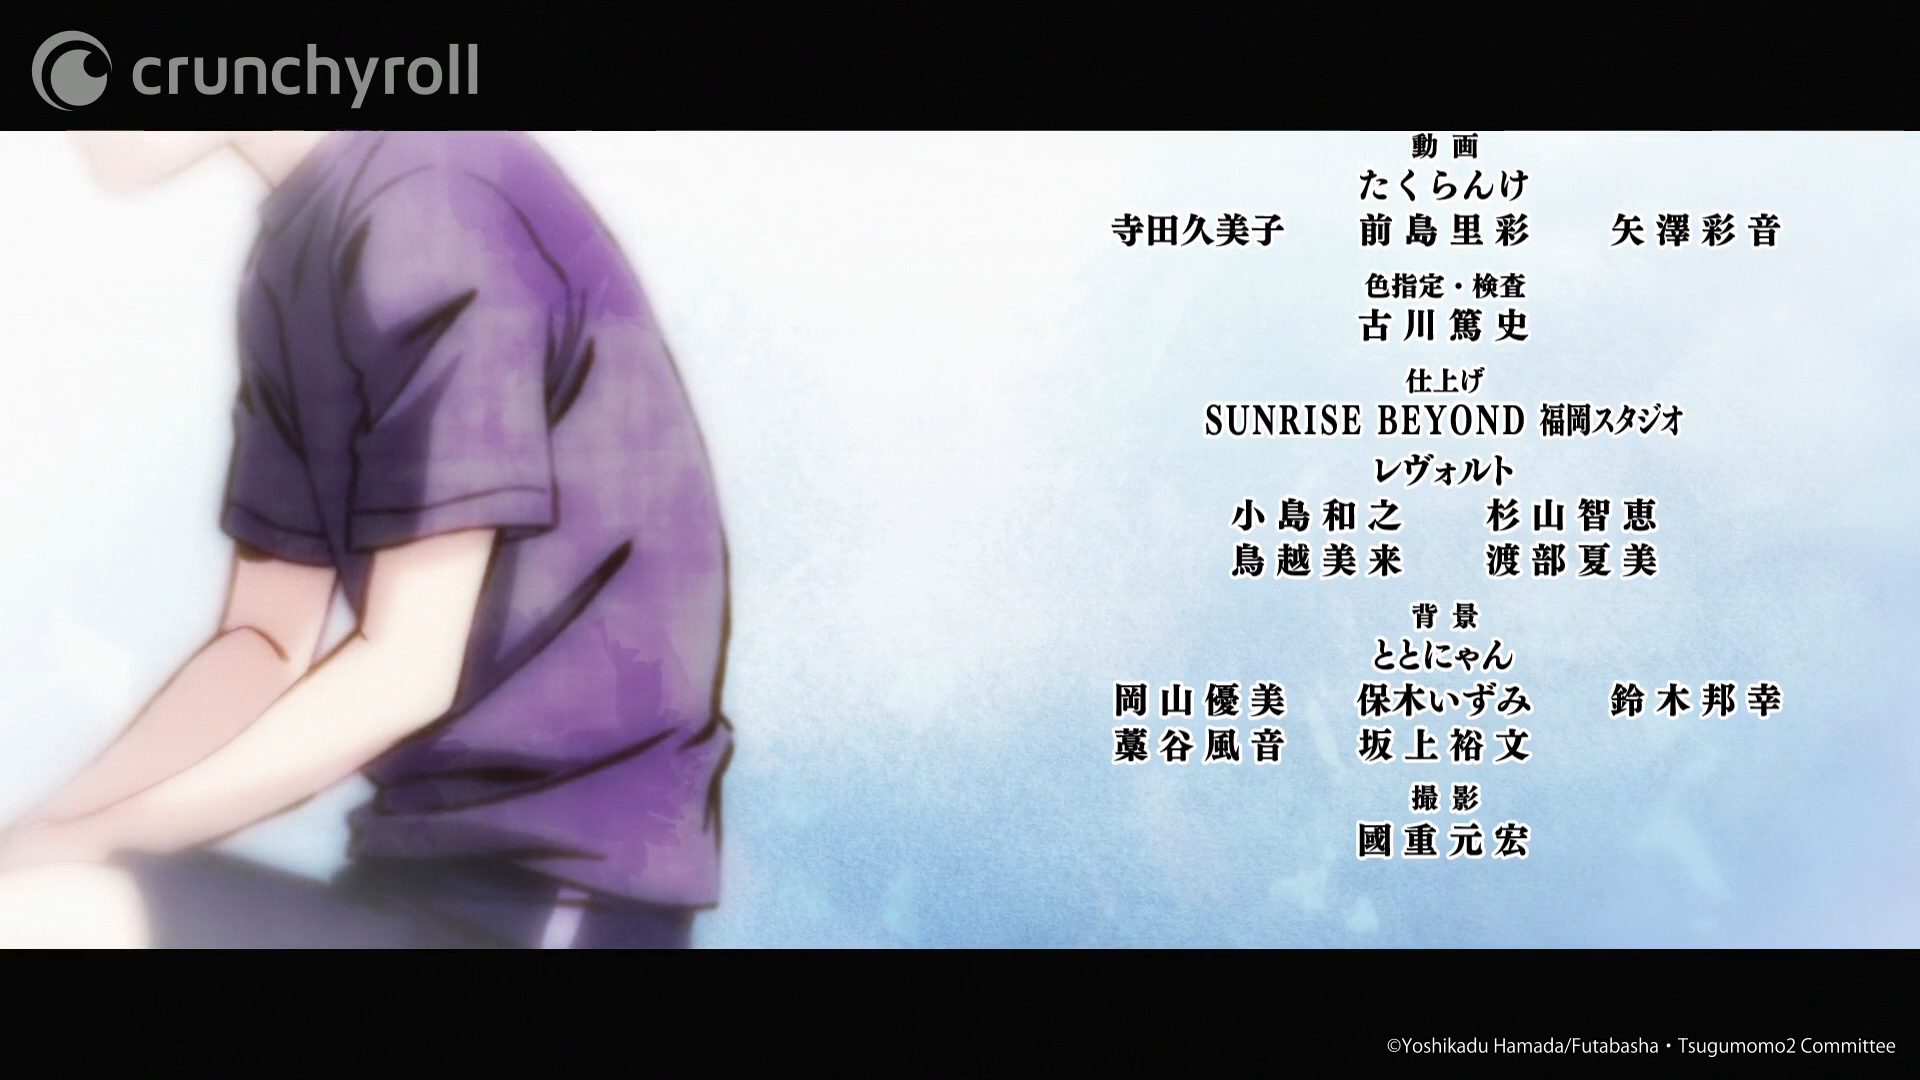 crunchyroll
動画
たくらんけ
寺田久美子 前島里彩 矢澤彩音
色指定・検査
古川篤史
仕上げ
SUNRISE BEYOND 福岡スタジオ
レヴォルト
小島和之 杉山智恵
鳥越美来 渡部夏美
背景
ととにゃん
岡山優美 保木いずみ 鈴木邦幸
藁谷風音 坂上裕文
撮影
國重元宏
©Yoshikadu Hamada/Futabasha・Tsugumomo2 Committee